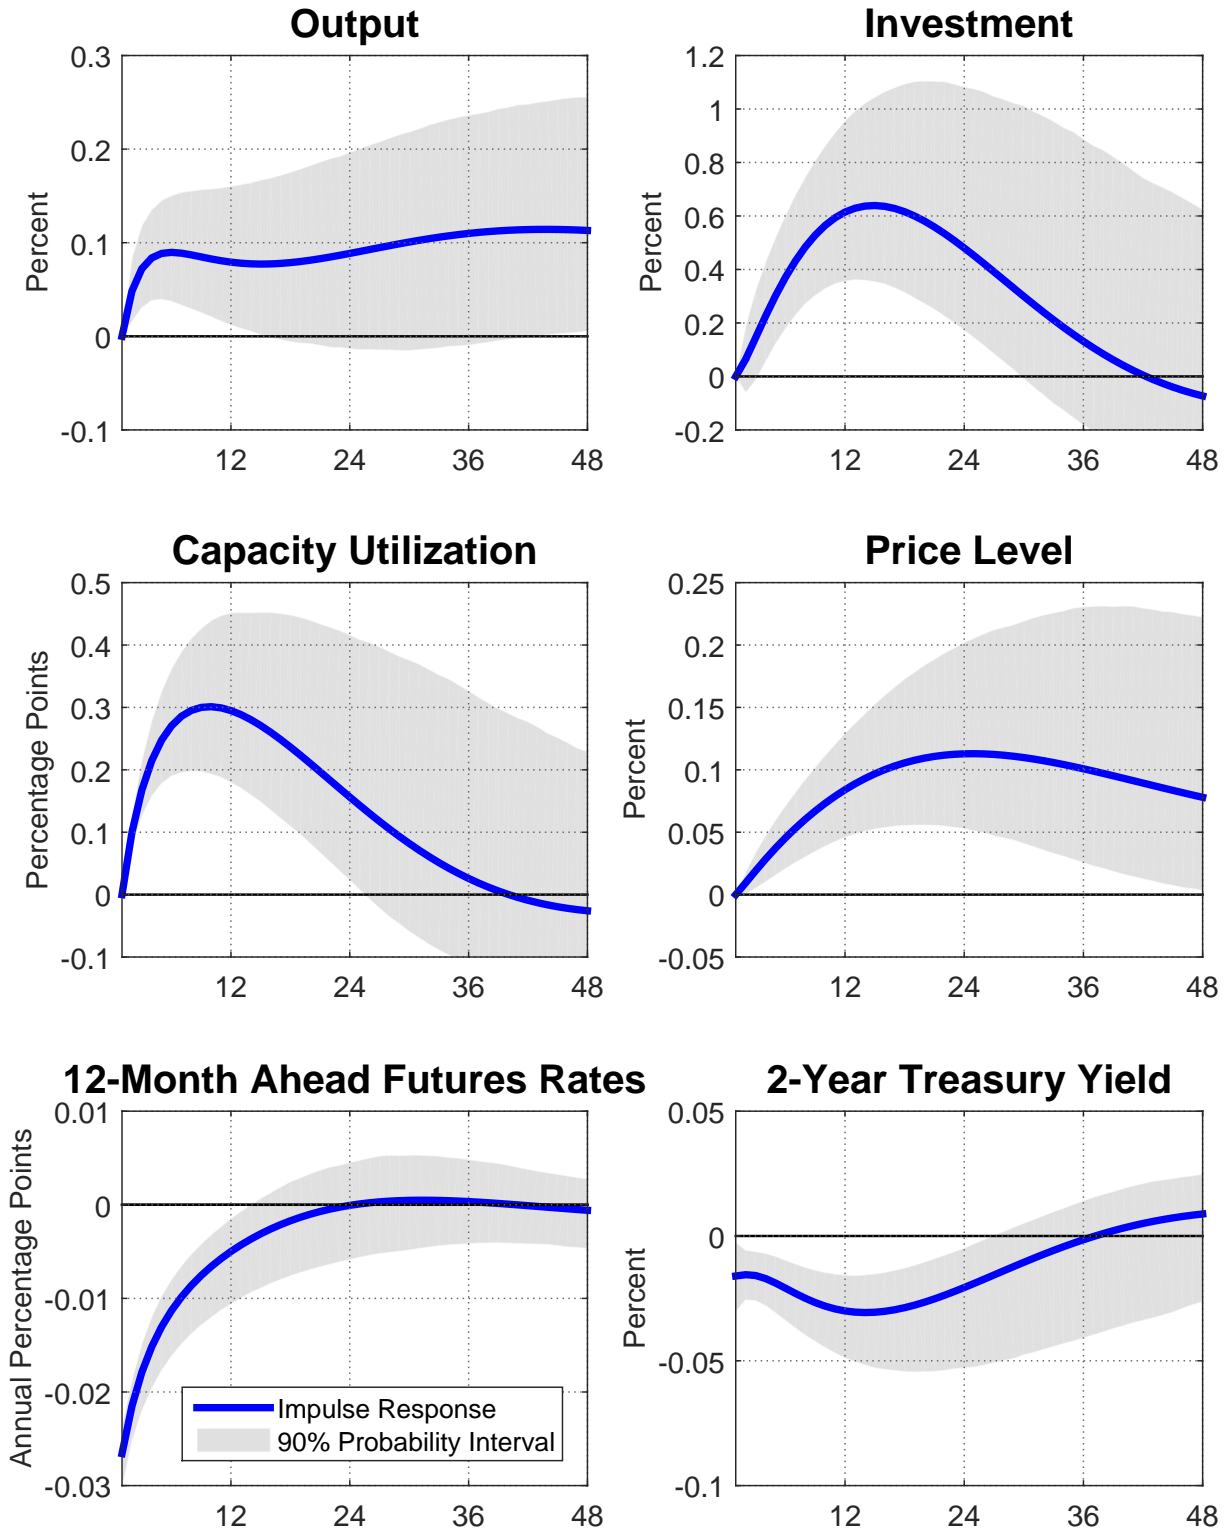 Output
0.3
0.2
0.1
0
-0.1
Percent
12 24 36 48
Investment
1.2
1
0.8
0.6
0.4
0.2
0
-0.2
Percent
12 24 36 48
Capacity Utilization
0.5
0.4
0.3
0.2
0.1
0
-0.1
Percentage Points
12 24 36 48
Price Level
0.25
0.2
0.15
0.1
0.05
0
-0.05
Percent
12 24 36 48
12-Month Ahead Futures Rates
0.01
0
-0.01
-0.02
-0.03
Annual Percentage Points
Impulse Response
90% Probability Interval
12 24 36 48
2-Year Treasury Yield
0.05
0
-0.05
-0.1
Percent
12 24 36 48